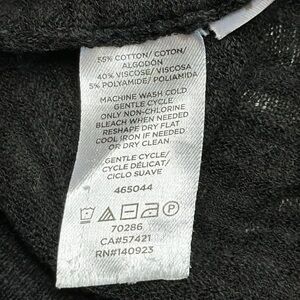 55% COTTON/ COTON/
ALGODÓN
40% VISCOSE/ VISCOSA
5% POLYAMIDE/ POLIAMIDA
MACHINE WASH COLD
GENTLE CYCLE
ONLY NON-CHLORINE
BLEACH WHEN NEEDED
RESHAPE DRY FLAT
COOL IRON IF NEEDED
OR DRY CLEAN
GENTLE CYCLE/
CYCLE DÉLICAT/
CICLO SUAVE
465044
P
70286
CA#57421
RN#140923